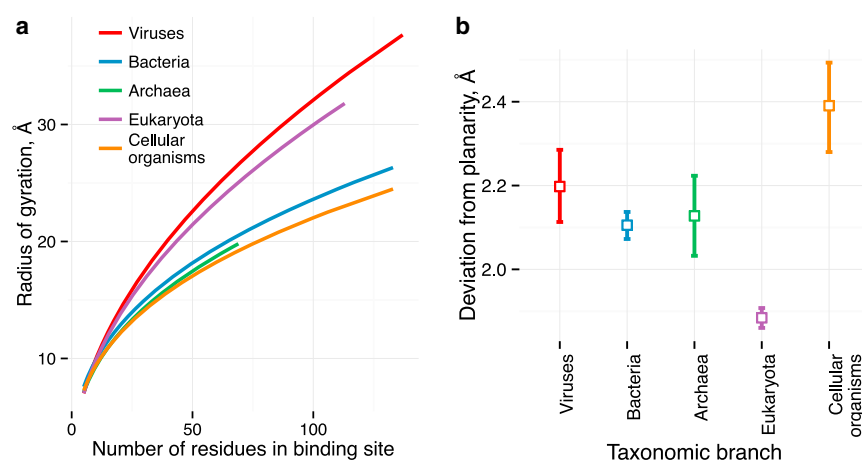 a
Viruses
Bacteria
Archaea
Eukaryota
Cellular
organisms
Radius of gyration, Å
30
20
10
0
50
100
Number of residues in binding site
b
Deviation from planarity, Å
2.4
2.2
2.0
Viruses
Bacteria
Archaea
Eukaryota
Cellular
organisms
Taxonomic branch